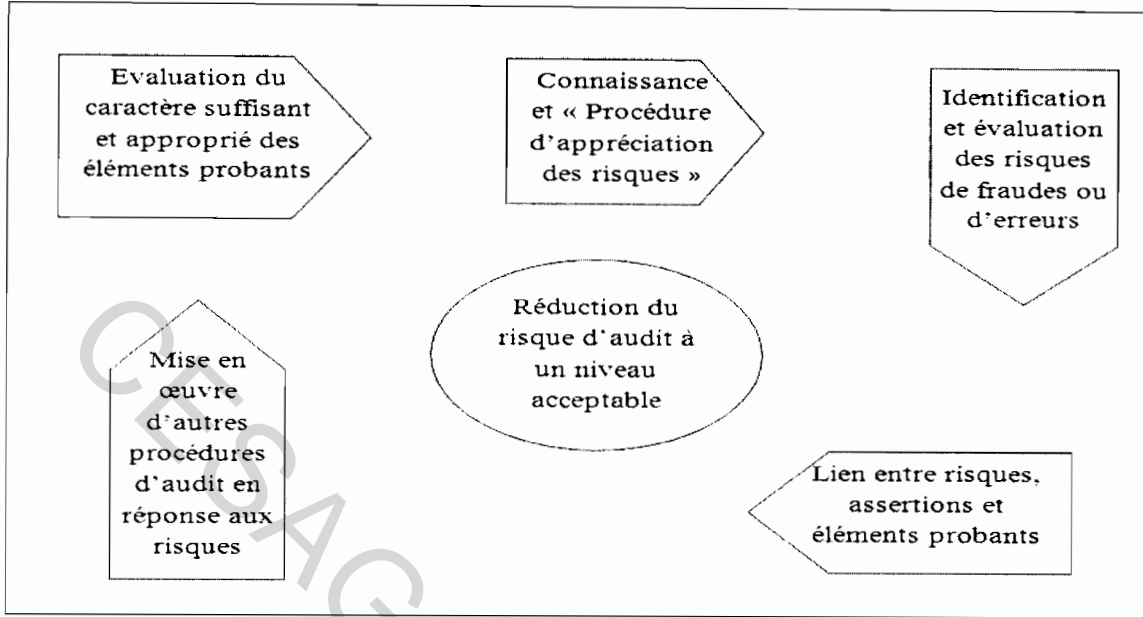 Evaluation du
caractère suffisant
et approprié des
éléments probants
Connaissance
et « Procédure
d'appréciation
des risques »
Identification
et évaluation
des risques
de fraudes ou
d'erreurs
Réduction du
risque d'audit à
un niveau
acceptable
Mise en
œuvre
d'autres
procédures
d'audit en
réponse aux
risques
Lien entre risques,
assertions et
éléments probants
CESAG